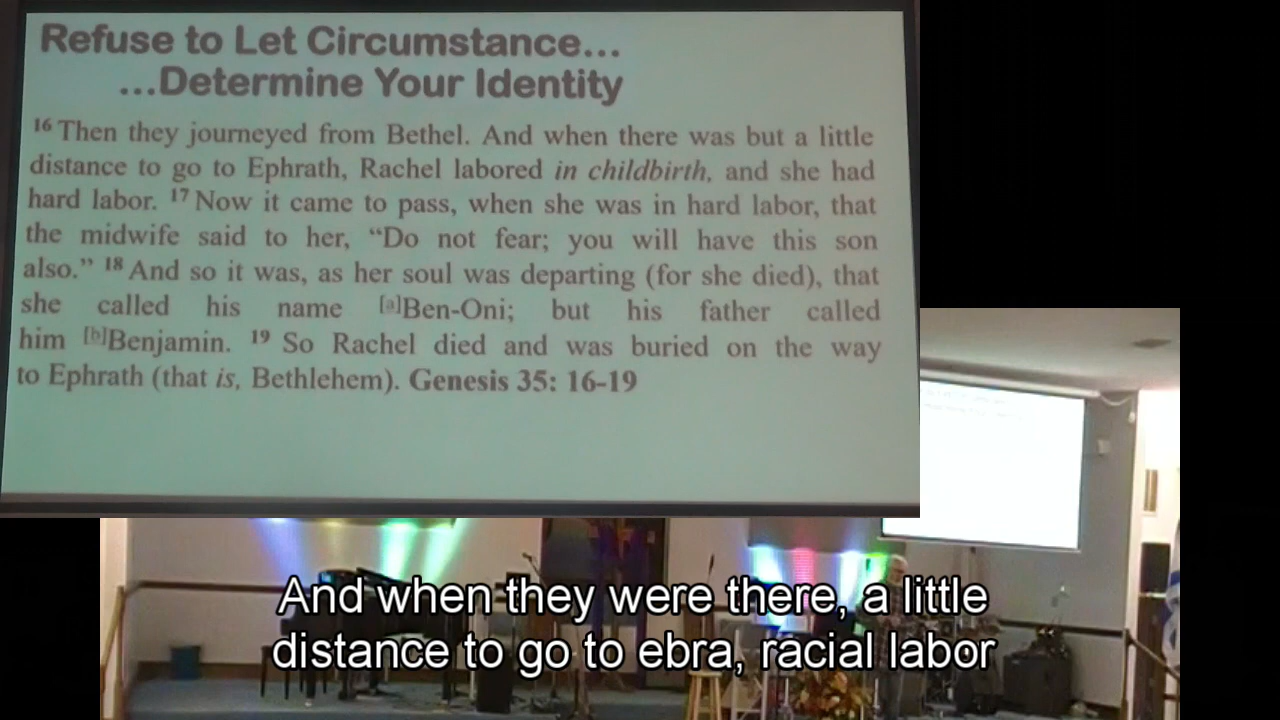 Refuse to Let Circumstance...
...Determine Your Identity
16 Then they journeyed from Bethel. And when there was but a little
distance to go to Ephrath, Rachel labored in childbirth, and she had
hard labor. 17 Now it came to pass, when she was in hard labor, that
the midwife said to her, “Do not fear; you will have this son
also.” 18 And so it was, as her soul was departing (for she died), that
she called his name [a]Ben-Oni; but his father called
him [b]Benjamin. 19 So Rachel died and was buried on the way
to Ephrath (that is, Bethlehem). Genesis 35: 16-19
And when they were there, a little
distance to go to ebra, racial labor